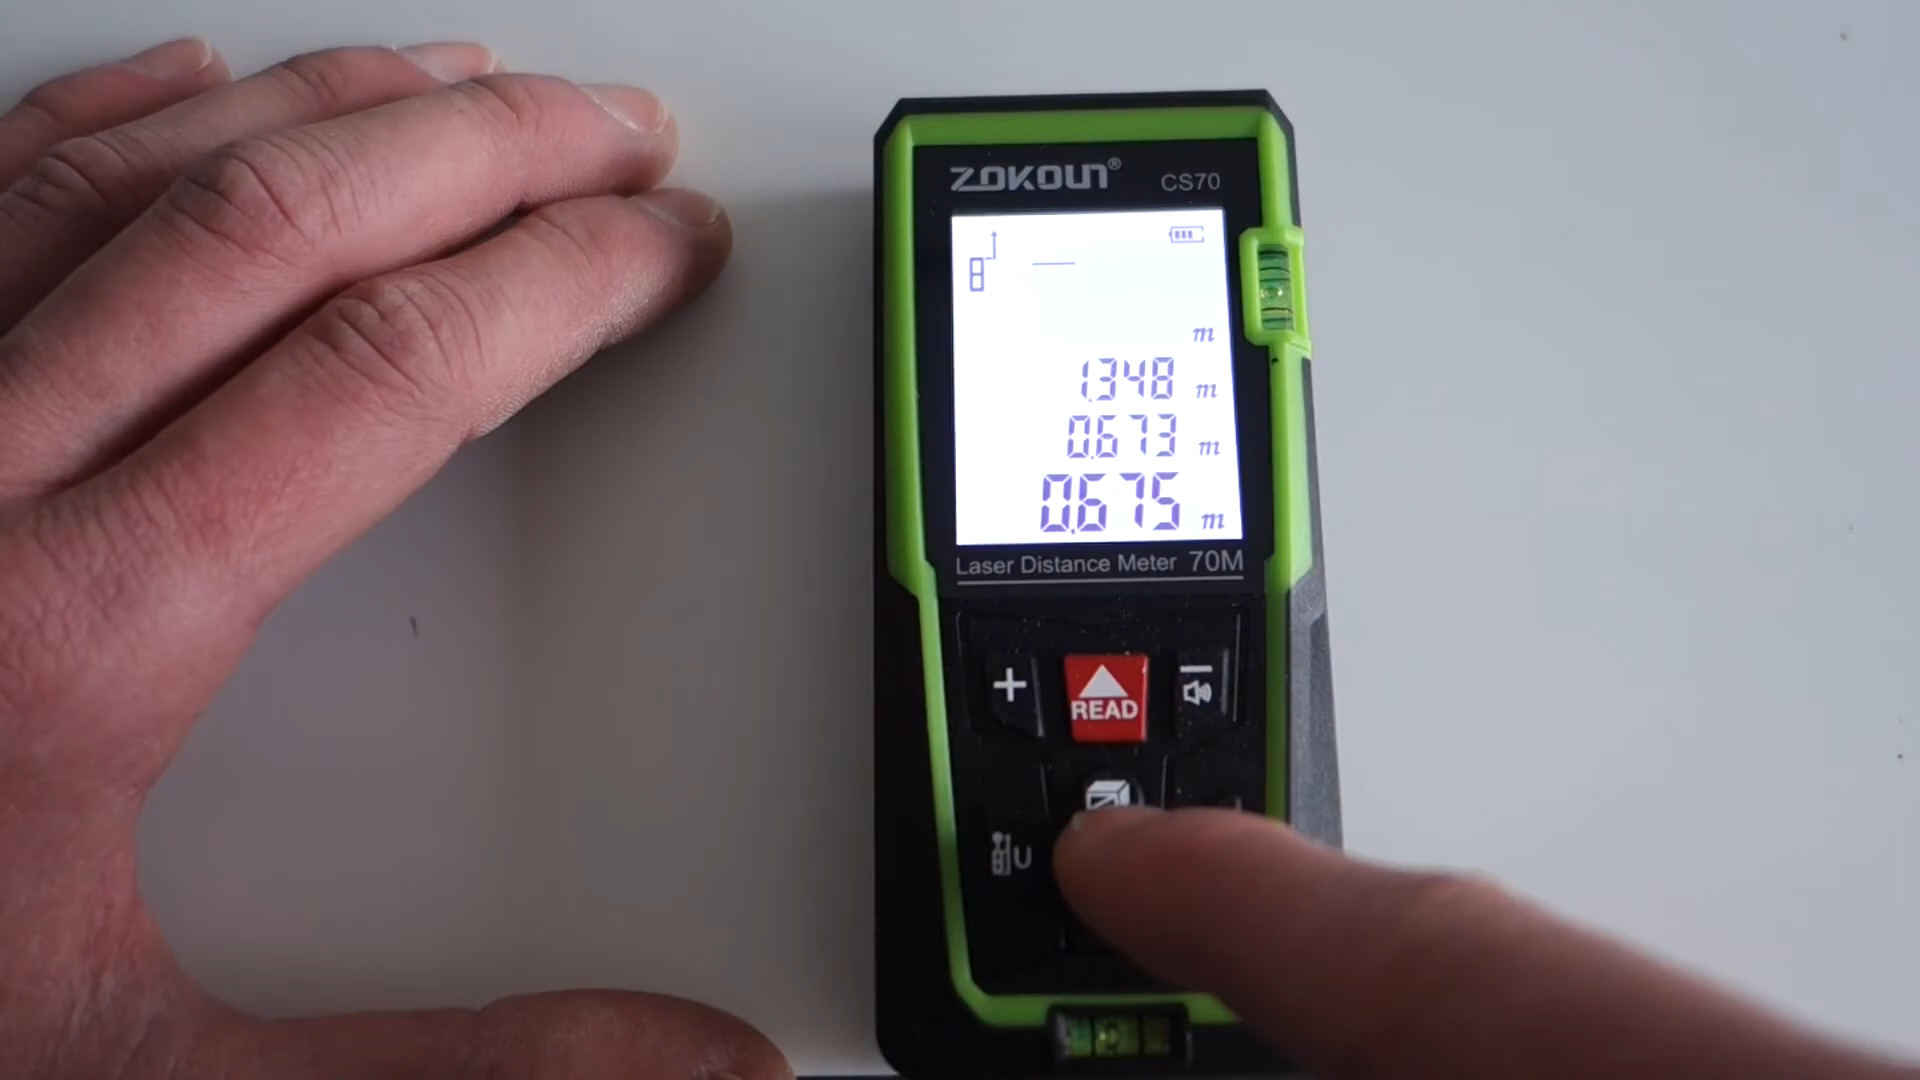 ZOKOUN®
CS70
m
1.348 m
0.673 m
0.675 m
Laser Distance Meter 70M
+
READ
U